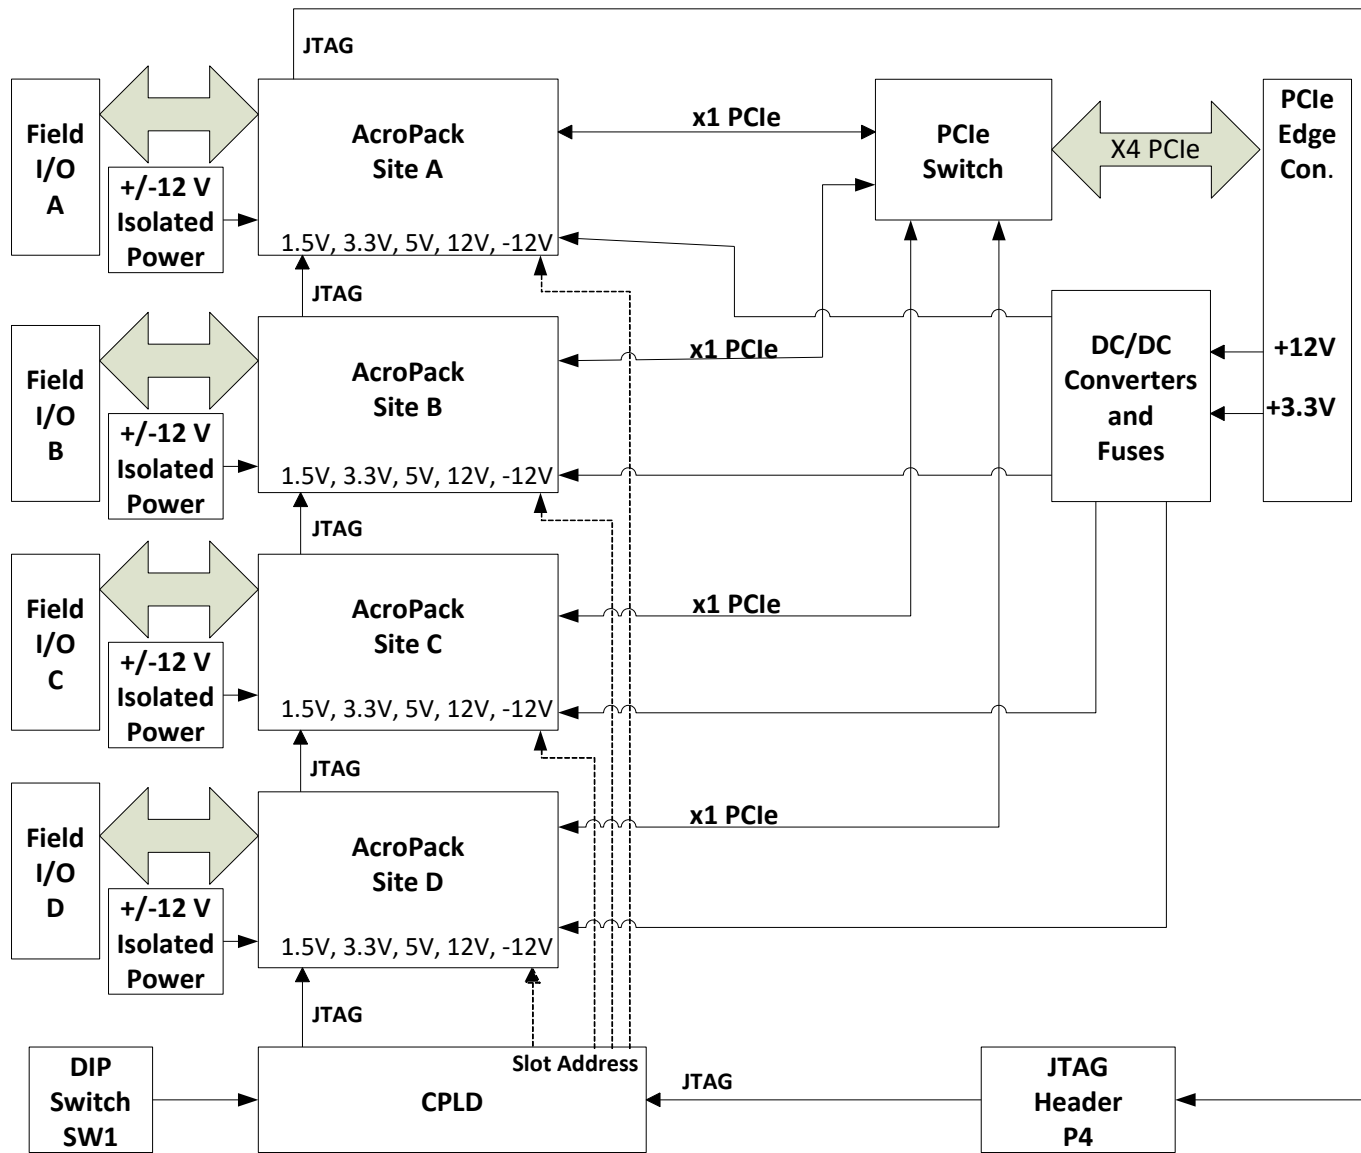 JTAG
Field
I/O
A
+/-12 V
Isolated
Power
AcroPack
Site A
1.5V, 3.3V, 5V, 12V, -12V
x1 PCIe
PCIe
Switch
X4 PCIe
PCIe
Edge
Con.
+12V
+3.3V
DC/DC
Converters
and
Fuses
JTAG
Field
I/O
B
+/-12 V
Isolated
Power
AcroPack
Site B
1.5V, 3.3V, 5V, 12V, -12V
x1 PCIe
JTAG
Field
I/O
C
+/-12 V
Isolated
Power
AcroPack
Site C
1.5V, 3.3V, 5V, 12V, -12V
x1 PCIe
JTAG
Field
I/O
D
+/-12 V
Isolated
Power
AcroPack
Site D
1.5V, 3.3V, 5V, 12V, -12V
x1 PCIe
JTAG
DIP
Switch
SW1
Slot Address
CPLD
JTAG
JTAG
Header
P4